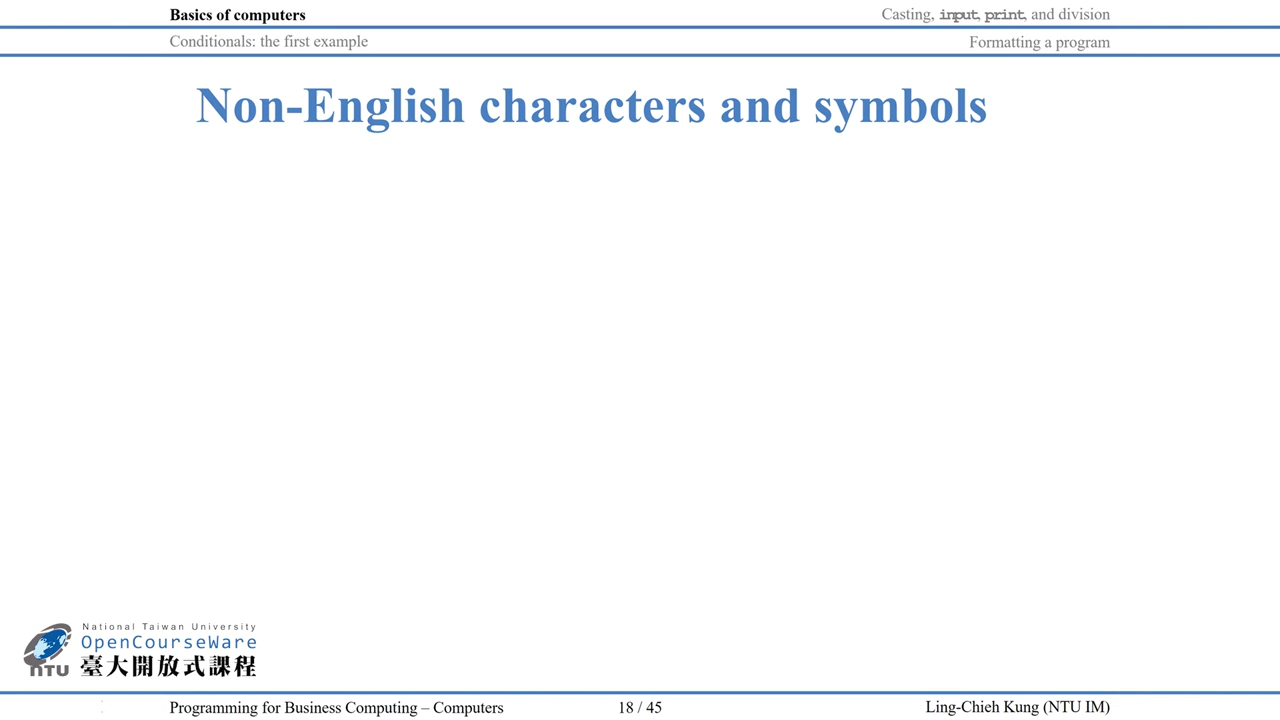 Basics of computers
Casting, input, print, and division
Conditionals: the first example
Formatting a program
Non-English characters and symbols
National Taiwan University
OpenCourseWare
NTU 臺大開放式課程
Programming for Business Computing – Computers
18 / 45
Ling-Chieh Kung (NTU IM)